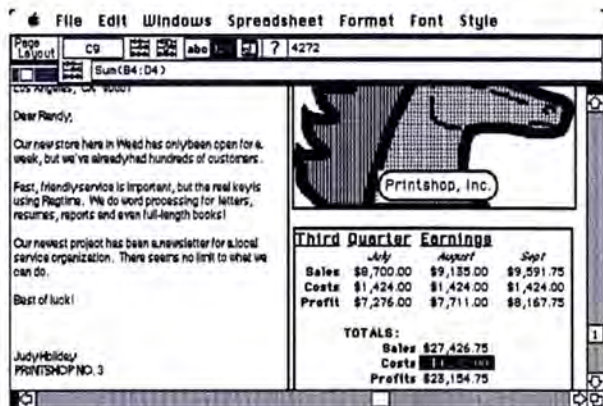 File Edit Windows Spreadsheet Format Font Style
Page Layout C9 abc ? 4272
Sum(B4:D4)
Los Angeles, CA 90001
Dear Randy,
Our new store here in Weed has only been open for a
week, but we've already had hundreds of customers.
Fast, friendly service is important, but the real key is
using Ragtime. We do word processing for letters,
resumes, reports and even full-length books!
Our newest project has been a newsletter for a local
service organization. There seems no limit to what we
can do.
Best of luck!
Judy Holiday
PRINTSHOP NO. 3
Printshop, Inc.
Third Quarter Earnings
July August Sept
Sales $8,700.00 $9,135.00 $9,591.75
Costs $1,424.00 $1,424.00 $1,424.00
Profit $7,276.00 $7,711.00 $8,167.75
TOTALS:
Sales $27,426.75
Costs
Profits $23,154.75
1